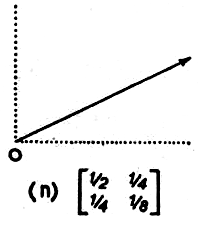 O
(n) [½ ¼
¼ ⅛]